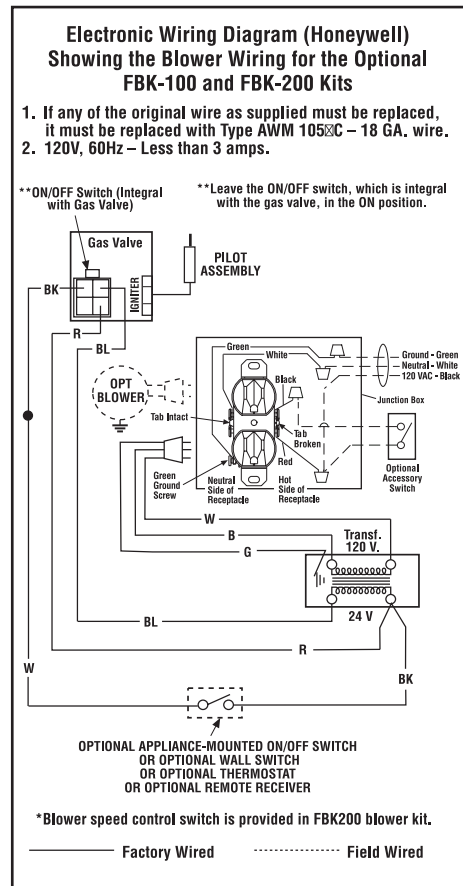 Electronic Wiring Diagram (Honeywell)
Showing the Blower Wiring for the Optional
FBK-100 and FBK-200 Kits
1. If any of the original wire as supplied must be replaced,
it must be replaced with Type AWM 105☒C – 18 GA. wire.
2. 120V, 60Hz – Less than 3 amps.
**ON/OFF Switch (Integral
with Gas Valve)
**Leave the ON/OFF switch, which is integral
with the gas valve, in the ON position.
Gas Valve
IGNITER
PILOT
ASSEMBLY
BK
R
BL
OPT
BLOWER
Green
White
Black
Ground - Green
Neutral - White
120 VAC - Black
Junction Box
Tab Intact
Tab
Broken
Red
Green
Ground
Screw
Neutral
Side of
Receptacle
Hot
Side of
Receptacle
Optional
Accessory
Switch
W
B
G
Transf.
120 V.
24 V
BL
R
BK
W
OPTIONAL APPLIANCE-MOUNTED ON/OFF SWITCH
OR OPTIONAL WALL SWITCH
OR OPTIONAL THERMOSTAT
OR OPTIONAL REMOTE RECEIVER
*Blower speed control switch is provided in FBK200 blower kit.
Factory Wired
Field Wired